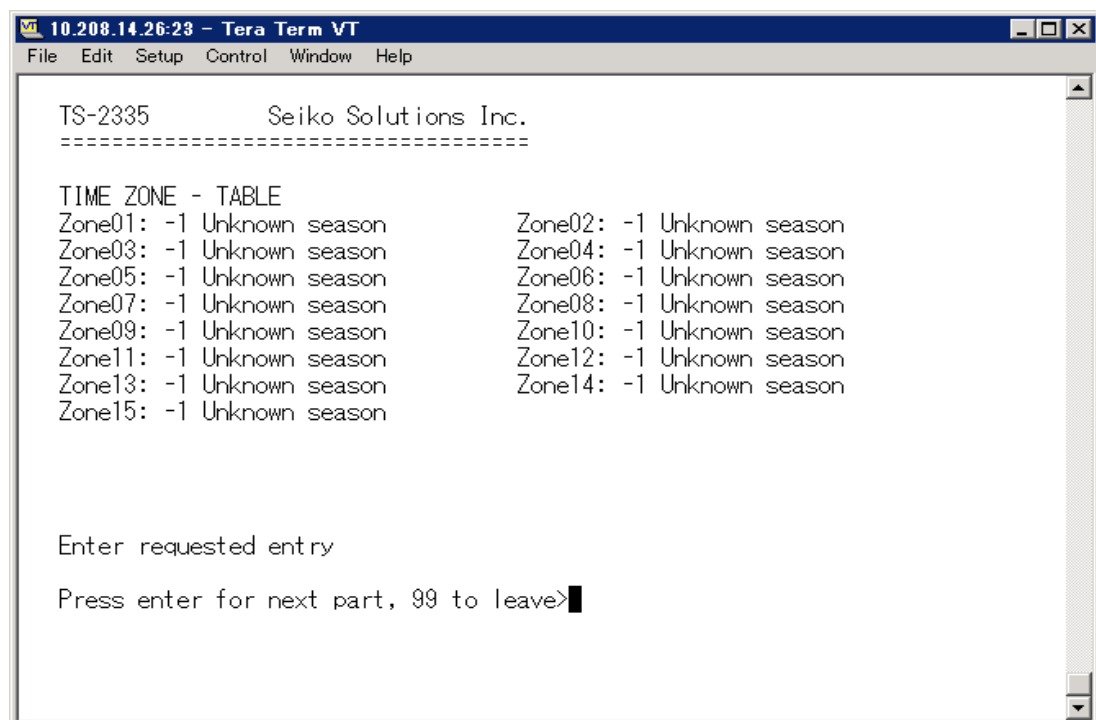 10.208.14.26:23 – Tera Term VT
File Edit Setup Control Window Help
TS-2335 Seiko Solutions Inc.
====================================
TIME ZONE - TABLE
Zone01: -1 Unknown season Zone02: -1 Unknown season
Zone03: -1 Unknown season Zone04: -1 Unknown season
Zone05: -1 Unknown season Zone06: -1 Unknown season
Zone07: -1 Unknown season Zone08: -1 Unknown season
Zone09: -1 Unknown season Zone10: -1 Unknown season
Zone11: -1 Unknown season Zone12: -1 Unknown season
Zone13: -1 Unknown season Zone14: -1 Unknown season
Zone15: -1 Unknown season
Enter requested entry
Press enter for next part, 99 to leave>